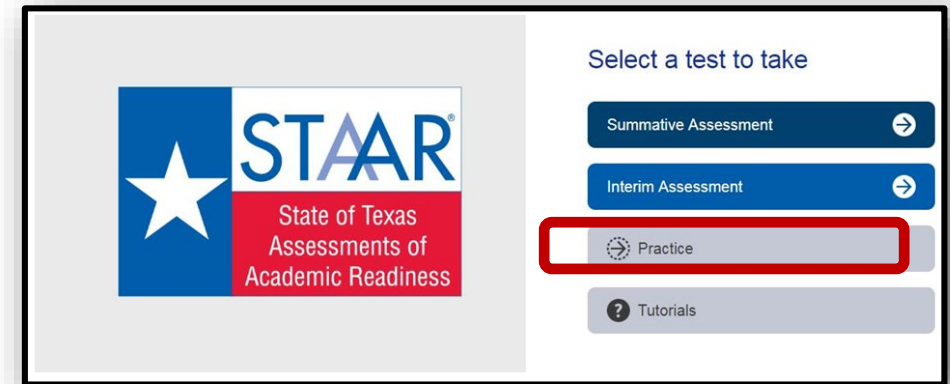 STAAR®
State of Texas
Assessments of
Academic Readiness
Select a test to take
Summative Assessment
Interim Assessment
Practice
Tutorials